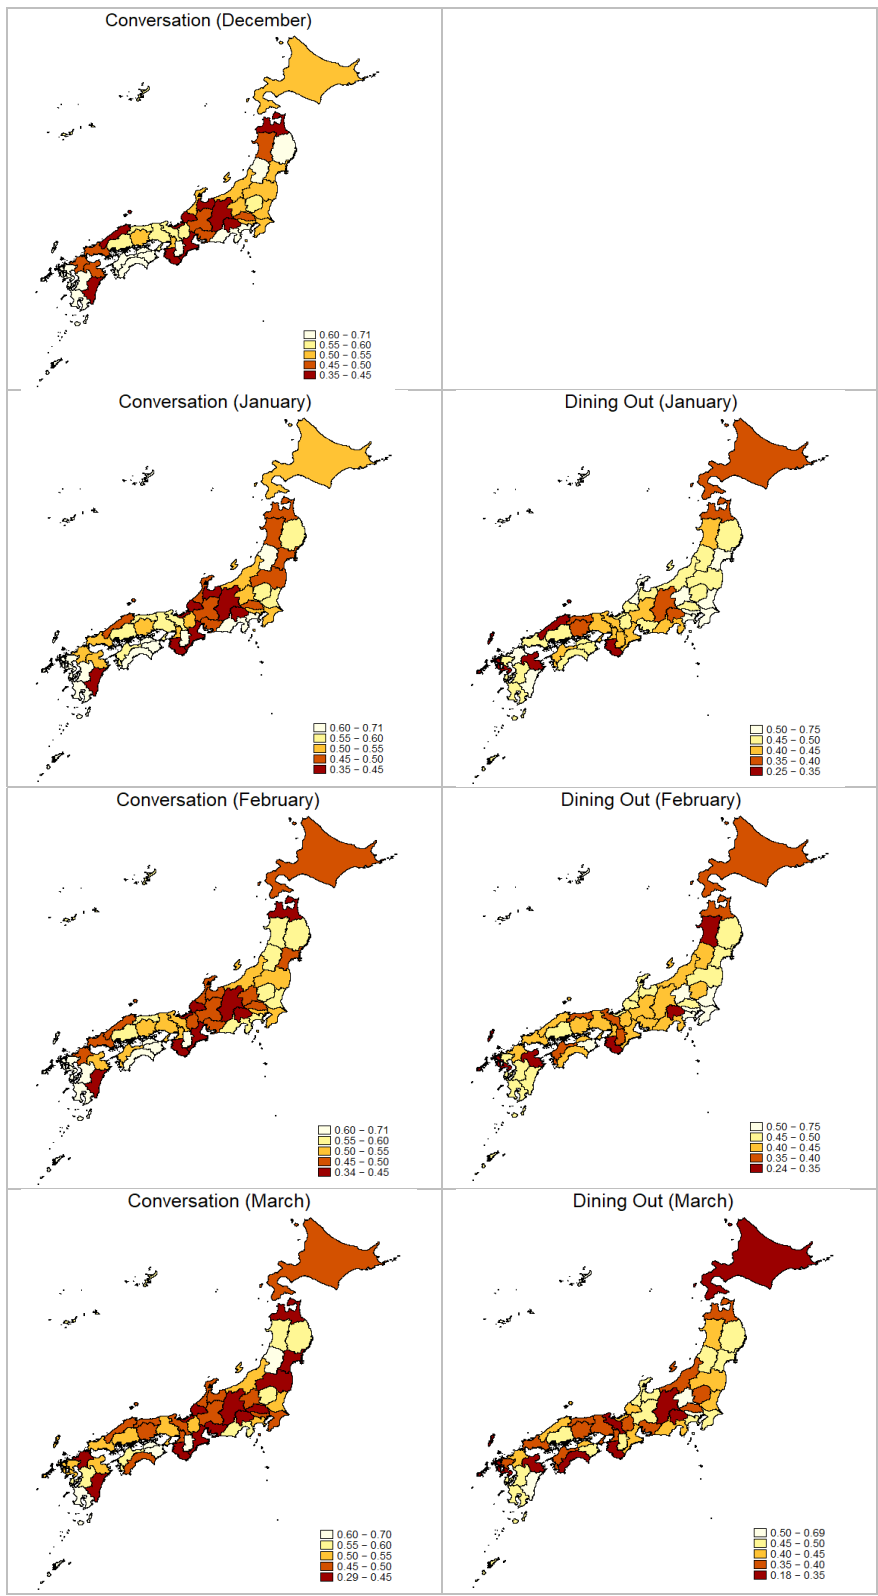 Conversation (December)
0.60 − 0.71
0.55 − 0.60
0.50 − 0.55
0.45 − 0.50
0.35 − 0.45
Conversation (January)
0.60 − 0.71
0.55 − 0.60
0.50 − 0.55
0.45 − 0.50
0.35 − 0.45
Dining Out (January)
0.50 − 0.75
0.45 − 0.50
0.40 − 0.45
0.35 − 0.40
0.25 − 0.35
Conversation (February)
0.60 − 0.71
0.55 − 0.60
0.50 − 0.55
0.45 − 0.50
0.34 − 0.45
Dining Out (February)
0.50 − 0.75
0.45 − 0.50
0.40 − 0.45
0.35 − 0.40
0.24 − 0.35
Conversation (March)
0.60 − 0.70
0.55 − 0.60
0.50 − 0.55
0.45 − 0.50
0.29 − 0.45
Dining Out (March)
0.50 − 0.69
0.45 − 0.50
0.40 − 0.45
0.35 − 0.40
0.18 − 0.35